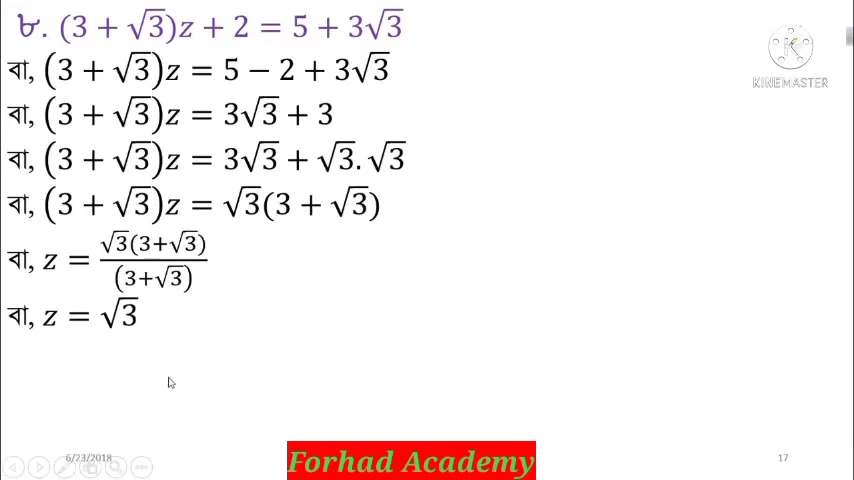 ৮. (3 + √3)z + 2 = 5 + 3√3
বা, (3 + √3)z = 5 − 2 + 3√3
বা, (3 + √3)z = 3√3 + 3
বা, (3 + √3)z = 3√3 + √3.√3
বা, (3 + √3)z = √3(3 + √3)
বা, z = √3(3+√3)/(3+√3)
বা, z = √3
KINEMASTER
6/23/2018
Forhad Academy
17